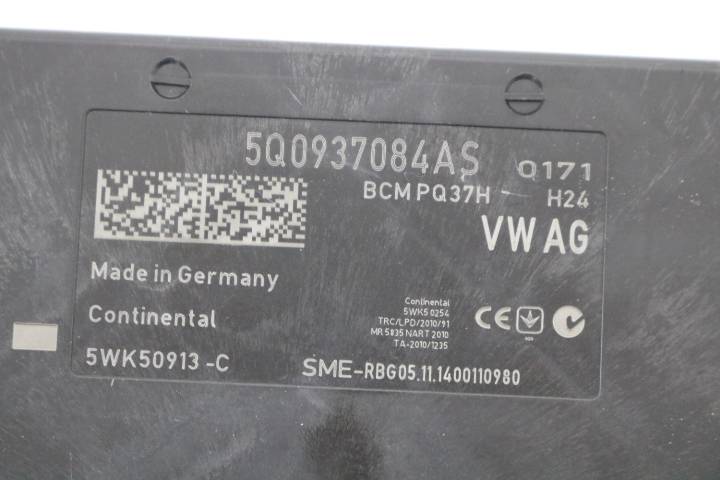 5Q0937084AS 0171
BCM PQ37H - H24
VW AG
Made in Germany
Continental
5WK50913 -C
Continental
5WK5 0254
TRC/LPD/2010/91
MR 5835 NART 2010
TA-2010/1235
CE
SME-RBG05.11.1400110980